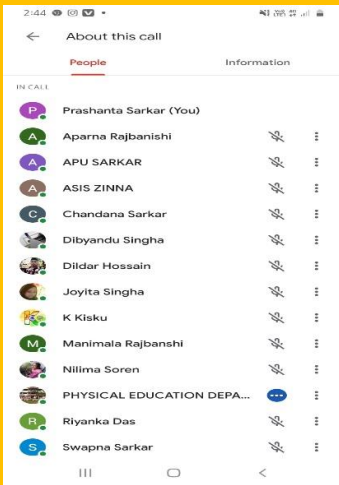 2:44
About this call
People Information
IN CALL
P Prashanta Sarkar (You)
A Aparna Rajbanishi
A APU SARKAR
A ASIS ZINNA
C Chandana Sarkar
Dibyandu Singha
Dildar Hossain
Joyita Singha
K Kisku
M Manimala Rajbanshi
Nilima Soren
PHYSICAL EDUCATION DEPA...
R Riyanka Das
S Swapna Sarkar